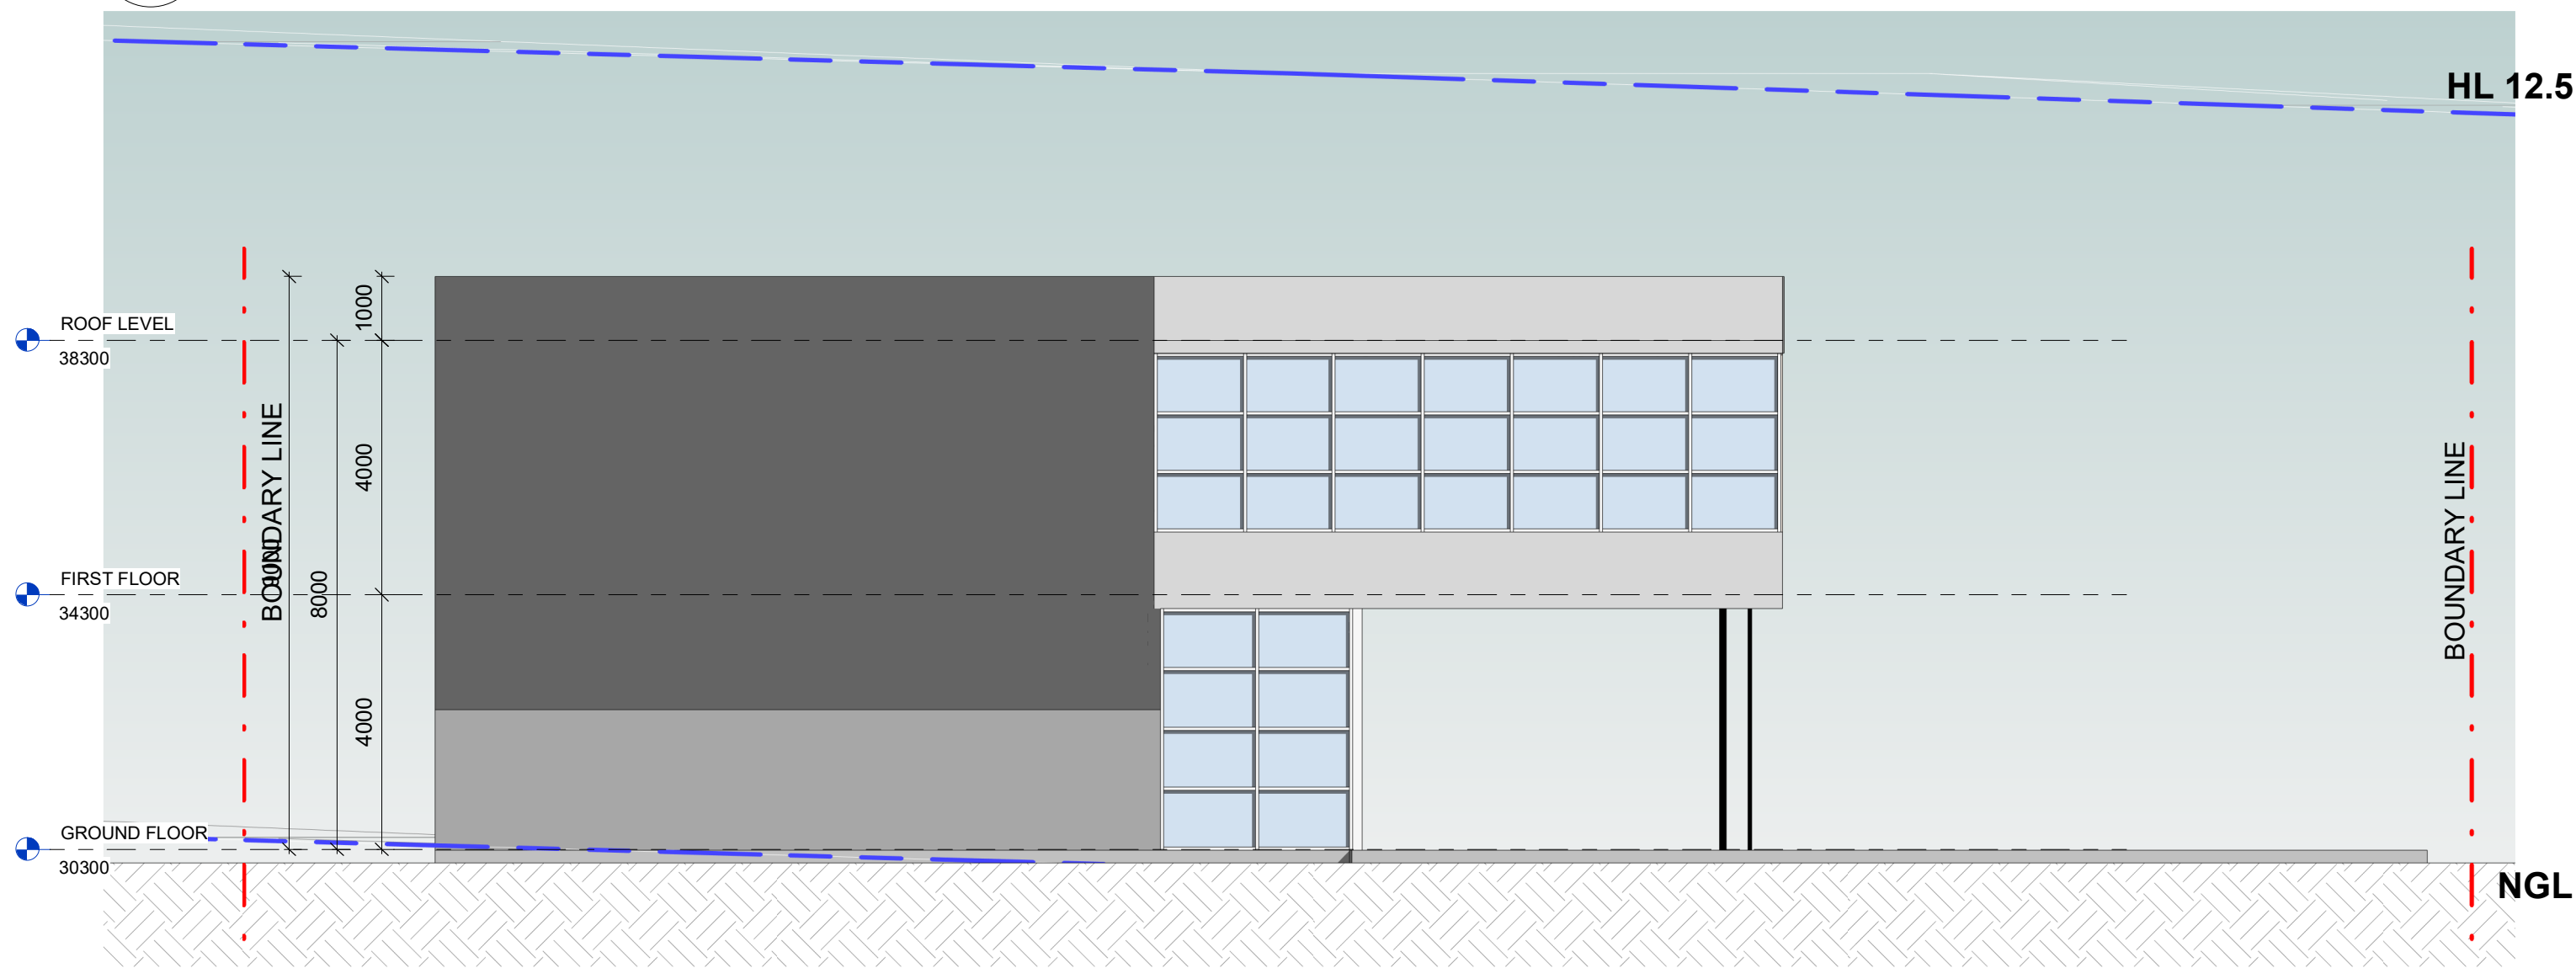 HL 12.5
1000
ROOF LEVEL
38300
BOUNDARY LINE
4000
BOUNDARY LINE
FIRST FLOOR
8000
34300
4000
GROUND FLOOR
30300
NGL